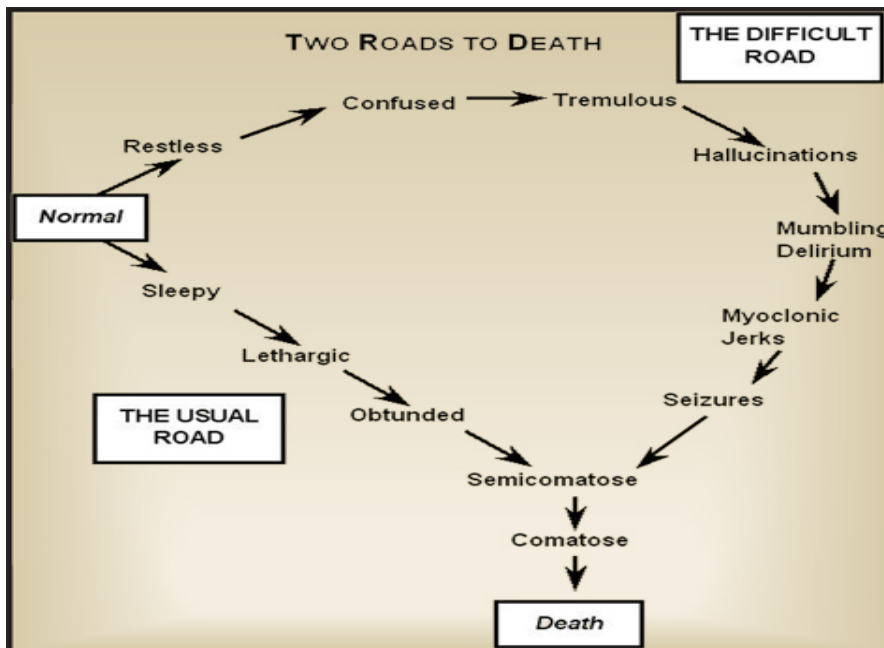 TWO ROADS TO DEATH
THE DIFFICULT
ROAD
Confused
Tremulous
Restless
Hallucinations
Normal
Mumbling
Delirium
Sleepy
Myoclonic
Jerks
Lethargic
Seizures
THE USUAL
ROAD
Obtunded
Semicomatose
Comatose
Death